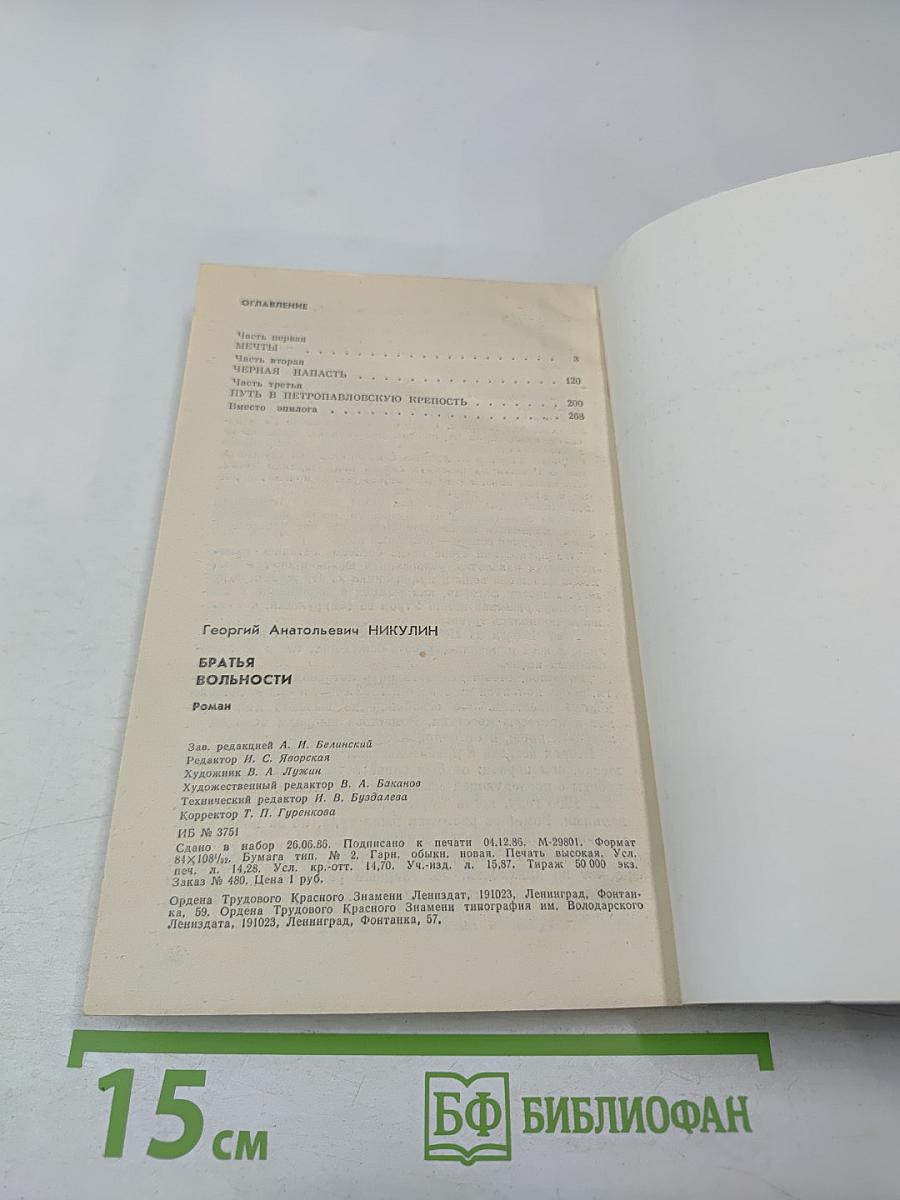 ОГЛАВЛЕНИЕ
Часть первая
МЕЧТЫ . . . . . . . . . . . . . . . . . . 3
Часть вторая
ЧЕРНАЯ НАПАСТЬ . . . . . . . . . . . . . . 120
Часть третья
ПУТЬ В ПЕТРОПАВЛОВСКУЮ КРЕПОСТЬ . . . . . . . 200
Вместо эпилога . . . . . . . . . . . . . . . 268
Георгий Анатольевич НИКУЛИН
БРАТЬЯ
ВОЛЬНОСТИ
Роман
Зав. редакцией А. И. Белинский
Редактор И. С. Яворская
Художник В. А. Лужин
Художественный редактор В. А. Баканов
Технический редактор И. В. Буздалева
Корректор Т. П. Гуренкова
ИБ № 3751
Сдано в набор 26.06.86. Подписано к печати 04.12.86. М-29801. Формат
84×108¹/₃₂. Бумага тип. № 2. Гарн. обыкн. новая. Печать высокая. Усл.
печ. л. 14,28. Усл. кр.-отт. 14,70. Уч.-изд. л. 15,87. Тираж 50 000 экз.
Заказ № 480. Цена 1 руб.
Ордена Трудового Красного Знамени Лениздат, 191023, Ленинград, Фонтан-
ка, 59. Ордена Трудового Красного Знамени типография им. Володарского
Лениздата, 191023, Ленинград, Фонтанка, 57.
15 см
БФ БИБЛИОФАН